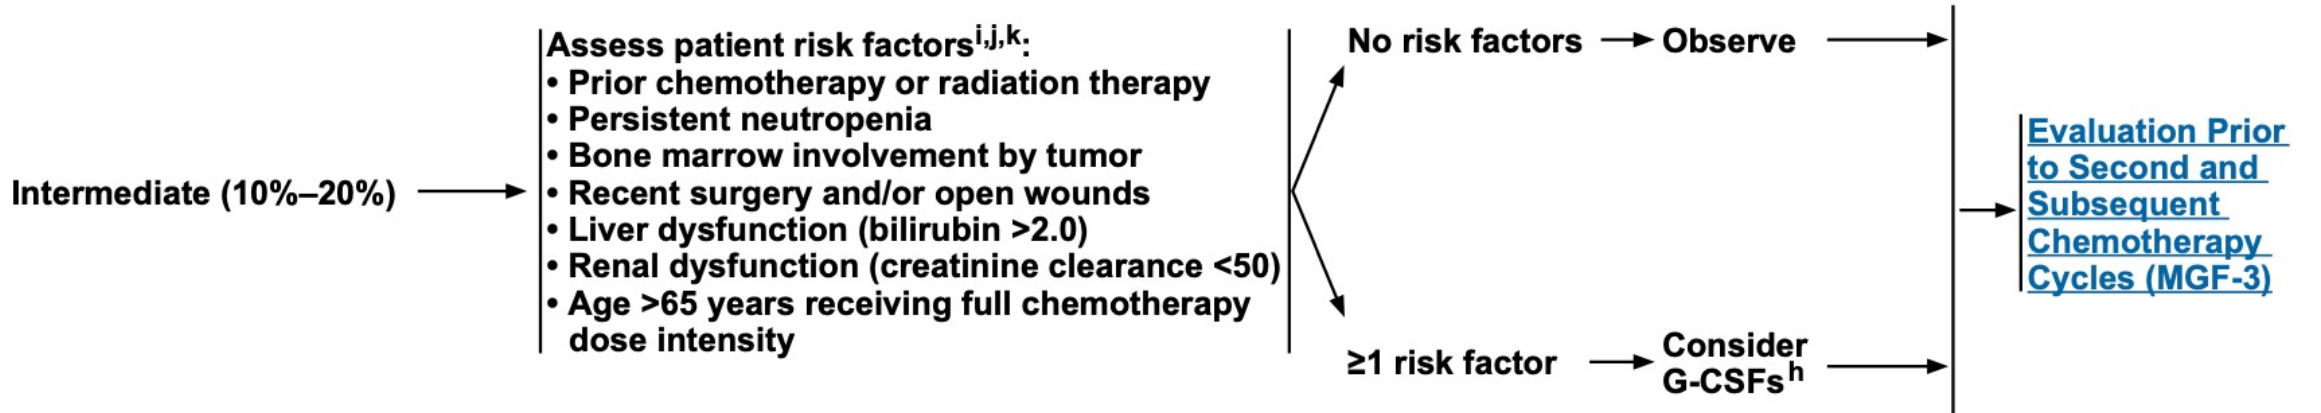 Intermediate (10%–20%)
Assess patient risk factorsi,j,k:
• Prior chemotherapy or radiation therapy
• Persistent neutropenia
• Bone marrow involvement by tumor
• Recent surgery and/or open wounds
• Liver dysfunction (bilirubin >2.0)
• Renal dysfunction (creatinine clearance <50)
• Age >65 years receiving full chemotherapy
dose intensity
No risk factors
Observe
≥1 risk factor
Consider
G-CSFsh
Evaluation Prior
to Second and
Subsequent
Chemotherapy
Cycles (MGF-3)